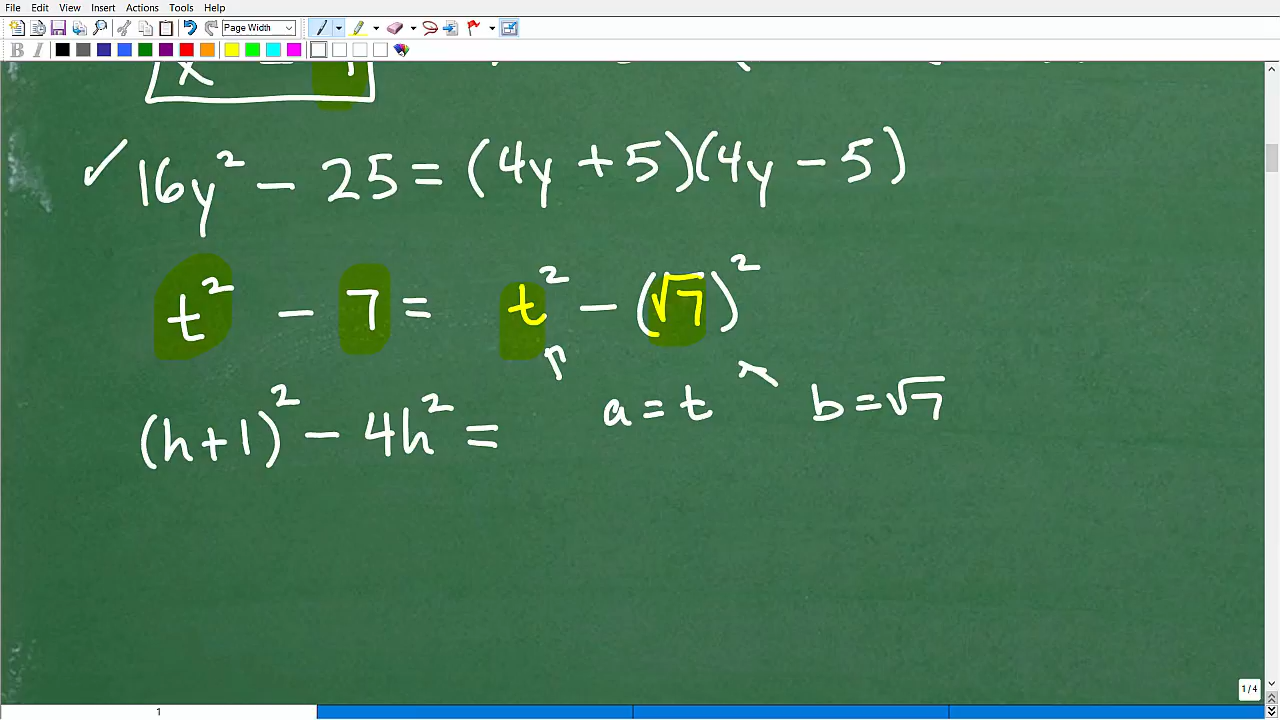 File Edit View Insert Actions Tools Help
Page Width
B I
✓ 16y² − 25 = (4y + 5)(4y − 5)
t² − 7 = t² − (√7)²
(h+1)² − 4h² = a = t b = √7
1/4
1